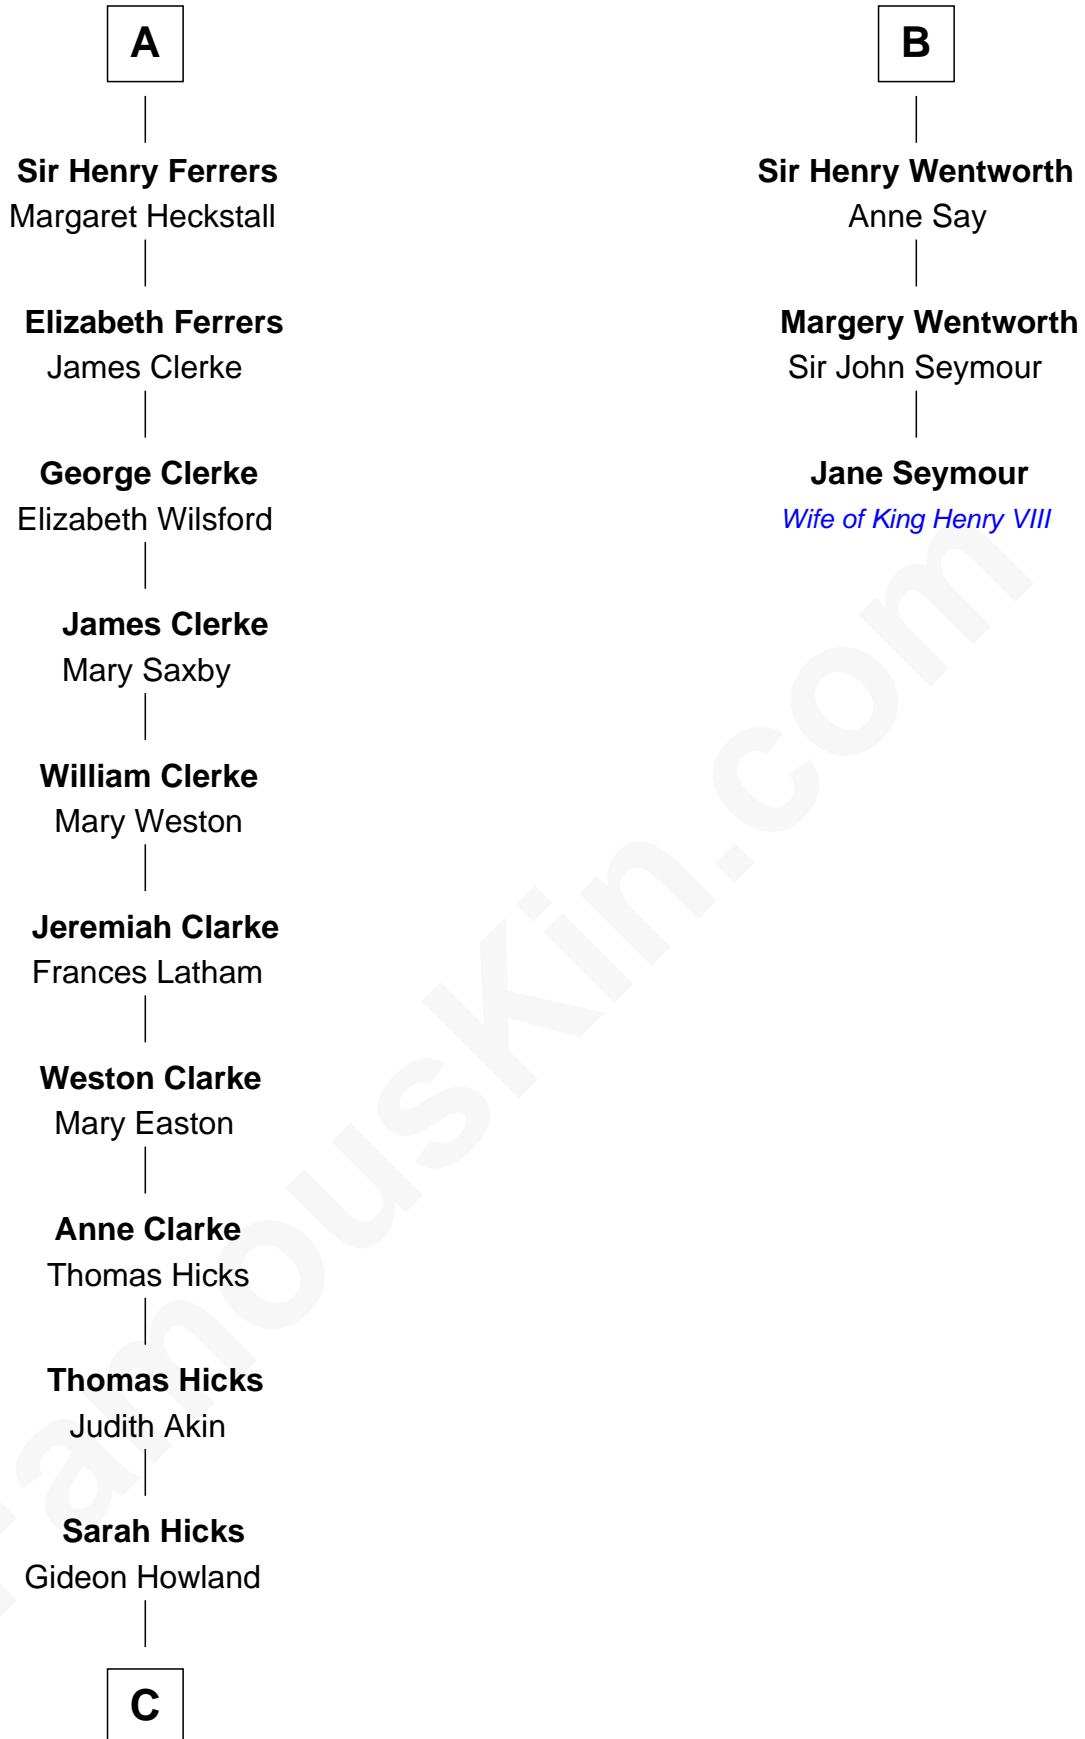 A
Sir Henry Ferrers
Margaret Heckstall
Elizabeth Ferrers
James Clerke
George Clerke
Elizabeth Wilsford
James Clerke
Mary Saxby
William Clerke
Mary Weston
Jeremiah Clarke
Frances Latham
Weston Clarke
Mary Easton
Anne Clarke
Thomas Hicks
Thomas Hicks
Judith Akin
Sarah Hicks
Gideon Howland
C
B
Sir Henry Wentworth
Anne Say
Margery Wentworth
Sir John Seymour
Jane Seymour
Wife of King Henry VIII
FamousKin.com